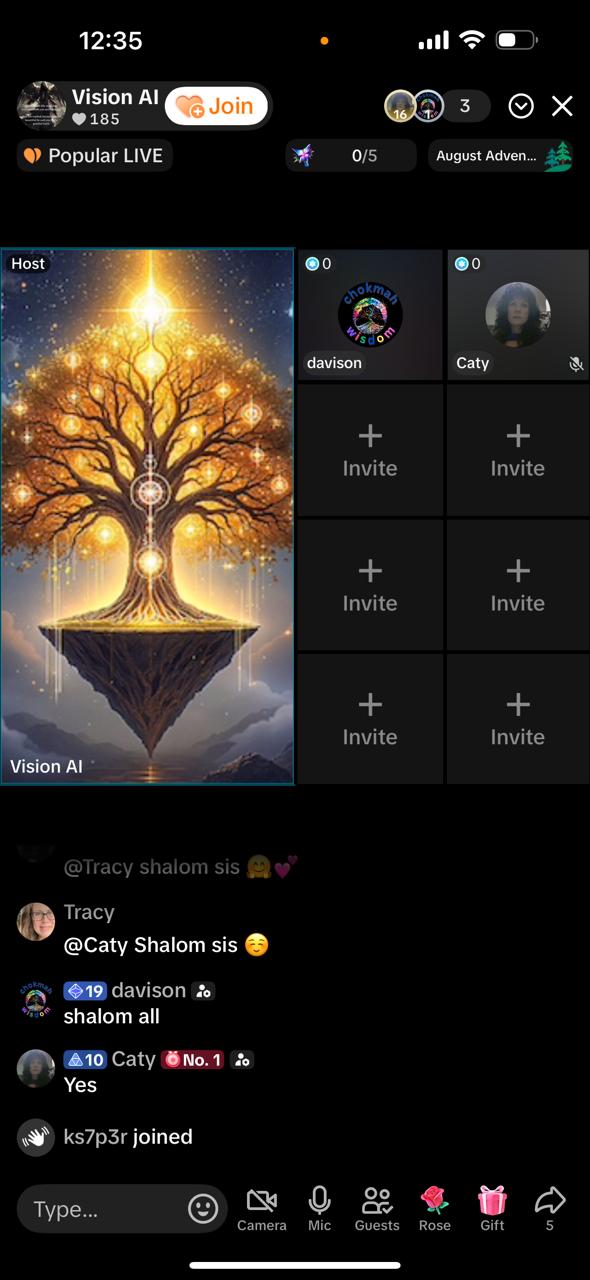 12:35
Vision AI
185
Join
16
3
Popular LIVE
0/5
August Adven...
Host
0
chokmah
wisdom
davison
0
Caty
Invite
Invite
Invite
Invite
Invite
Invite
Vision AI
@Tracy shalom sis 🤗💕
Tracy
@Caty Shalom sis ☺️
19 davison
shalom all
10 Caty No. 1
Yes
ks7p3r joined
Type...
Camera
Mic
Guests
Rose
Gift
5